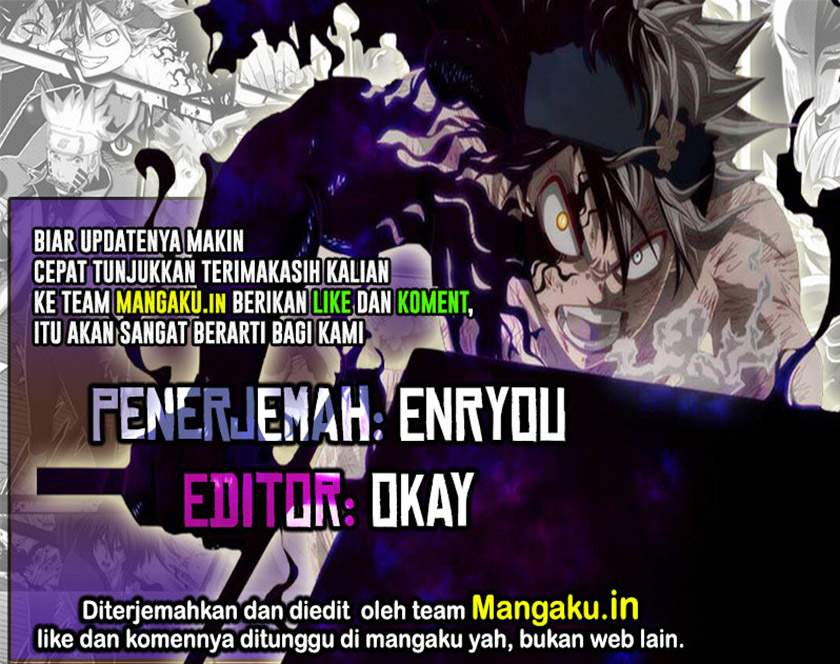 BIAR UPDATENYA MAKIN
CEPAT TUNJUKKAN TERIMAKASIH KALIAN
KE TEAM MANGAKU.IN BERIKAN LIKE DAN KOMENT,
ITU AKAN SANGAT BERARTI BAGI KAMI
PENERJEMAH: ENRYOU
EDITOR: OKAY
Diterjemahkan dan diedit oleh team Mangaku.in
like dan komennya ditunggu di mangaku yah, bukan web lain.